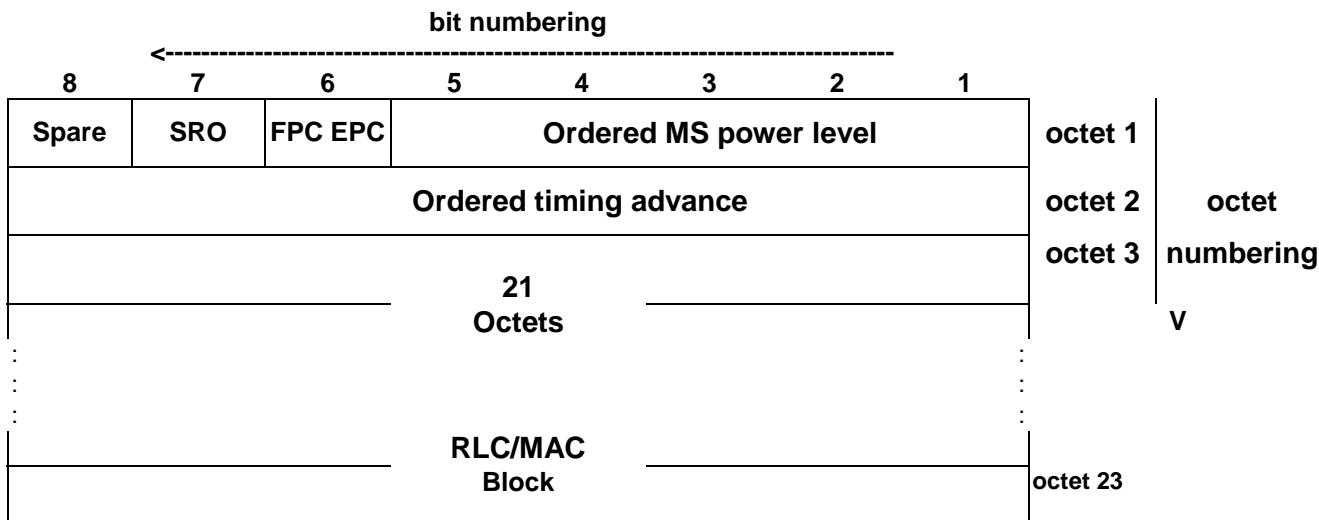 bit numbering
<---------------------------------------------------------------------------------
8 7 6 5 4 3 2 1
Spare SRO FPC EPC Ordered MS power level octet 1
Ordered timing advance octet 2 octet
octet 3 numbering
21
Octets V
: :
: :
: :
RLC/MAC
Block octet 23